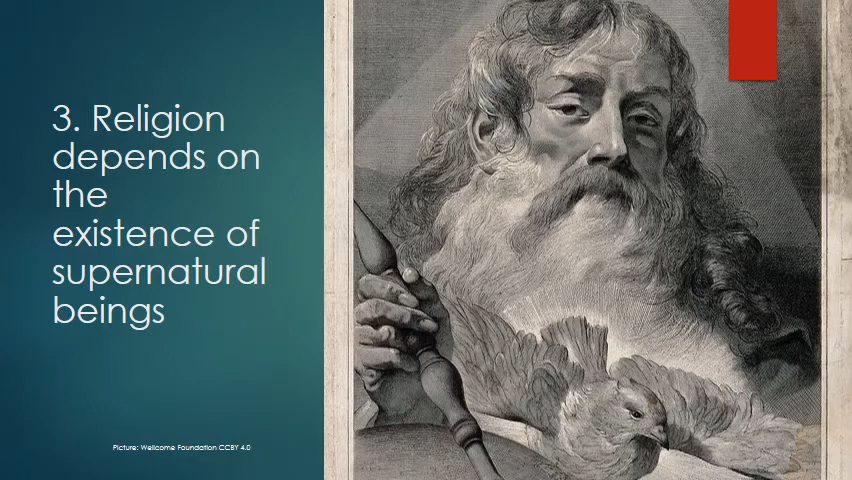 3. Religion
depends on
the
existence of
supernatural
beings
Picture: Wellcome Foundation CCBY 4.0